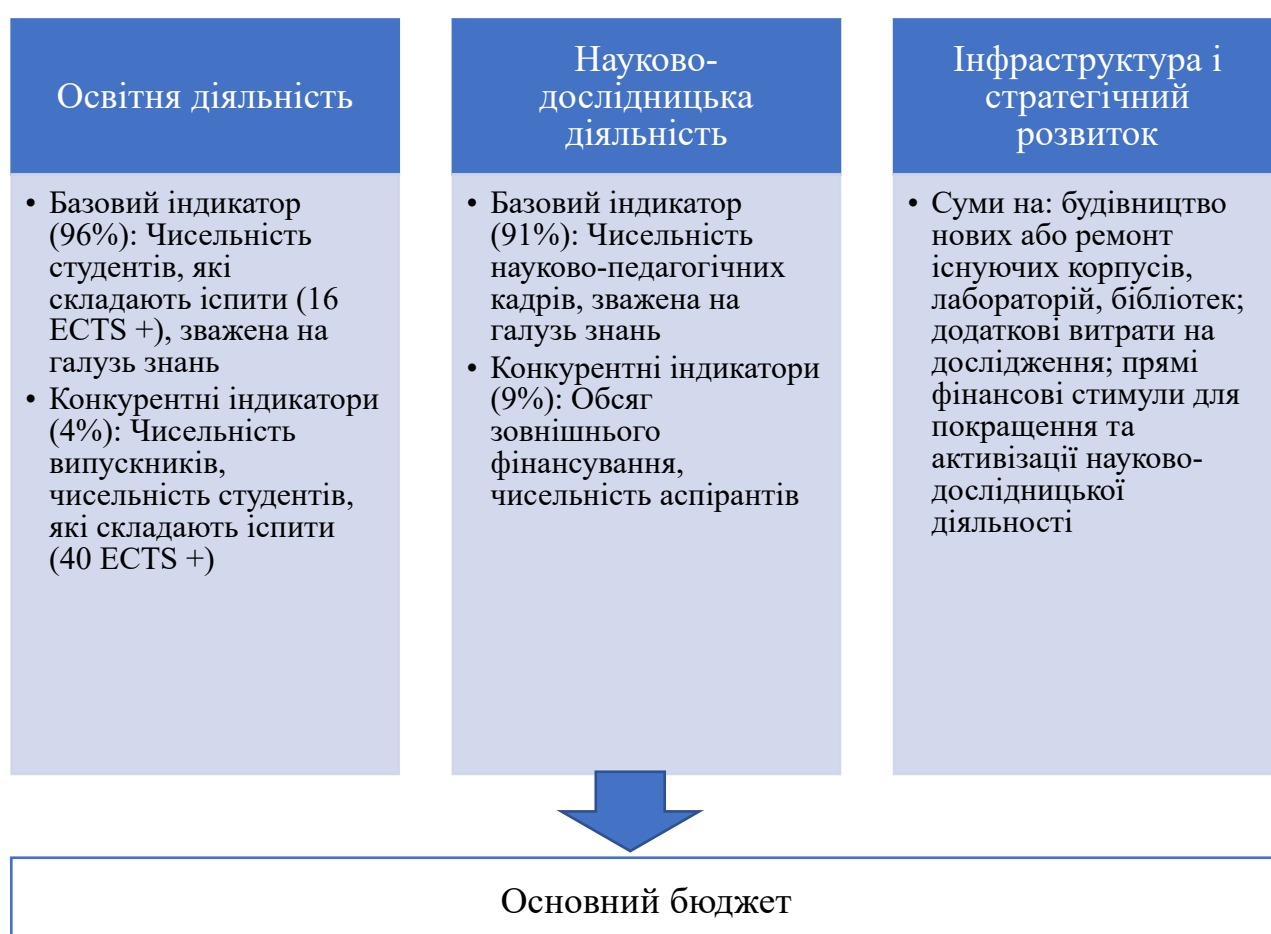 Освітня діяльність
• Базовий індикатор
(96%): Чисельність
студентів, які
складають іспити (16
ECTS +), зважена на
галузь знань
• Конкурентні індикатори
(4%): Чисельність
випускників,
чисельність студентів,
які складають іспити
(40 ECTS +)
Науково-
дослідницька
діяльність
• Базовий індикатор
(91%): Чисельність
науково-педагогічних
кадрів, зважена на
галузь знань
• Конкурентні індикатори
(9%): Обсяг
зовнішнього
фінансування,
чисельність аспірантів
Інфраструктура і
стратегічний
розвиток
• Суми на: будівництво
нових або ремонт
існуючих корпусів,
лабораторій, бібліотек;
додаткові витрати на
дослідження; прямі
фінансові стимули для
покращення та
активізації науково-
дослідницької
діяльності
Основний бюджет